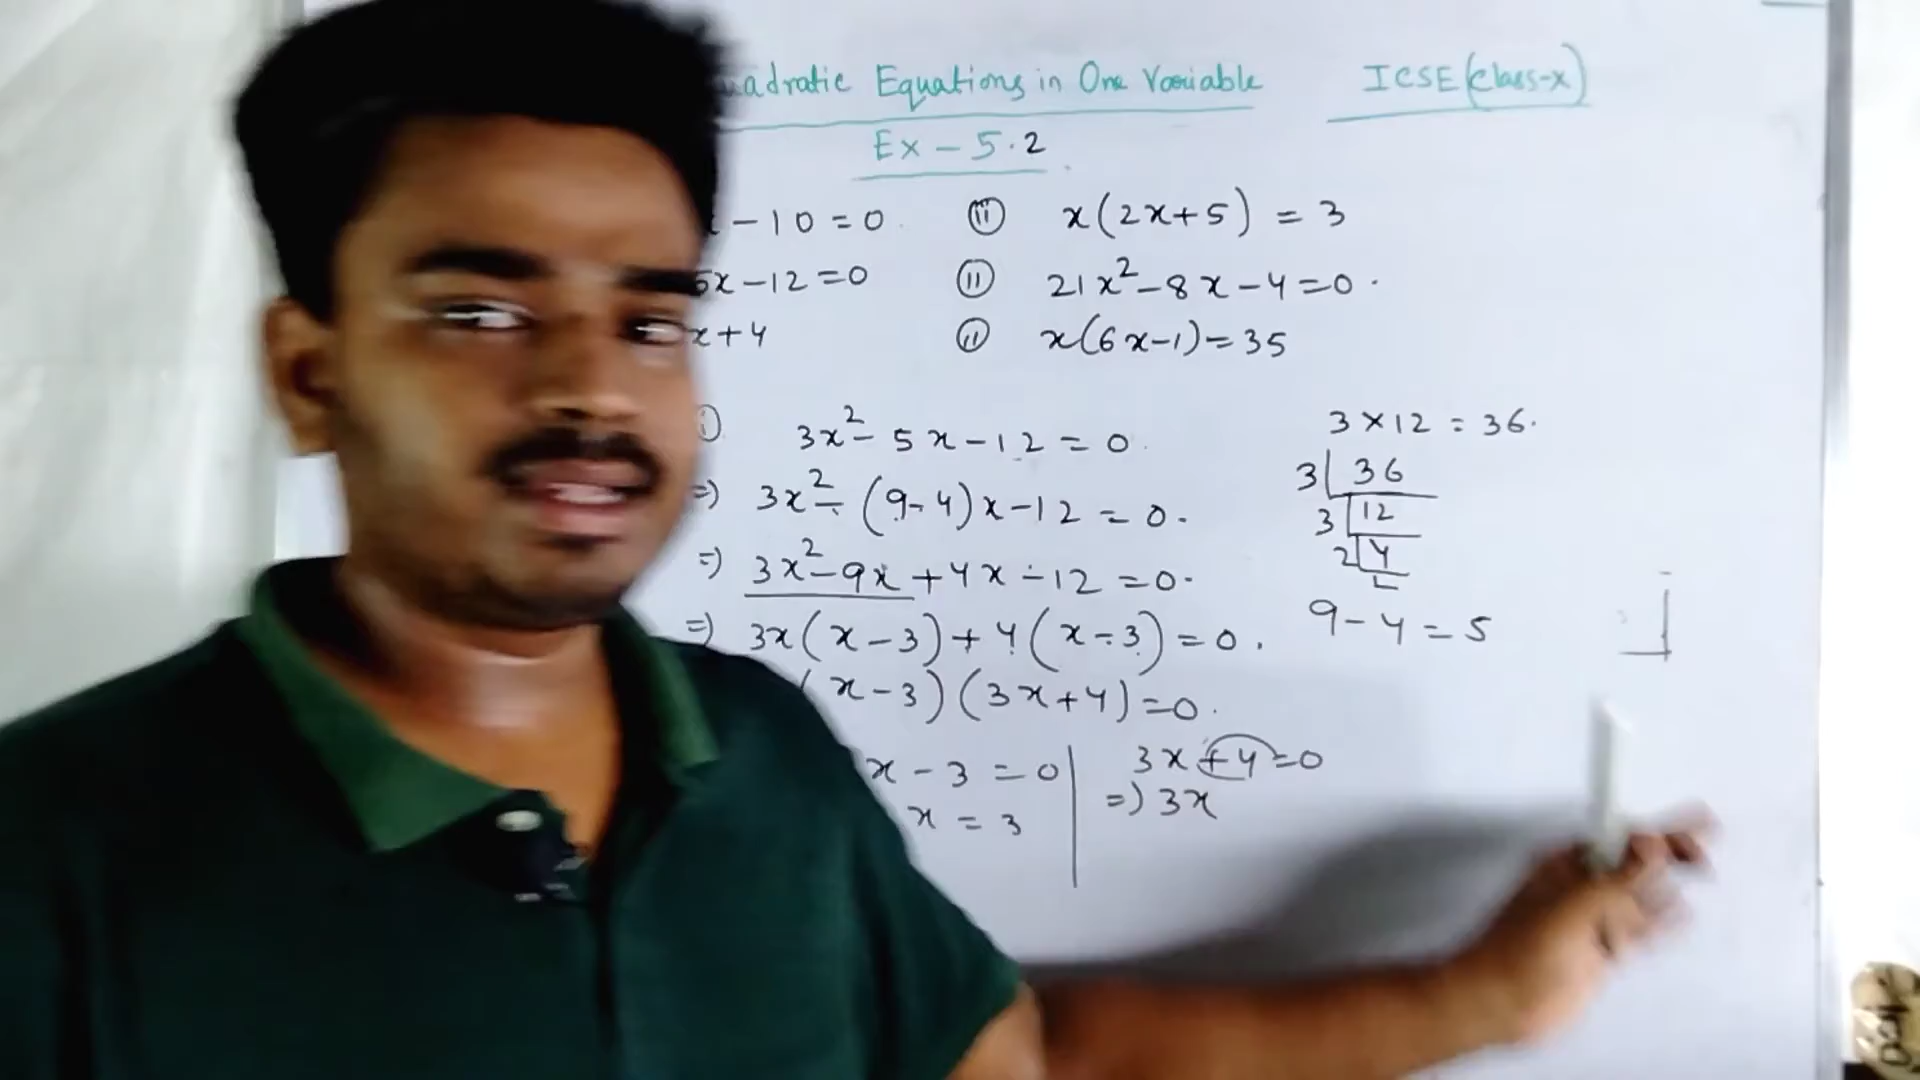 Equations in One Variable ICSE (Class-X)
Ex - 5.2
- 10 = 0. (ii) x(2x+5) = 3
5x - 12 = 0 (ii) 21x² - 8x - 4 = 0.
x + 4 (ii) x(6x-1) = 35
(i) 3x² - 5x - 12 = 0.
=) 3x² - (9-4)x - 12 = 0.
=) 3x² - 9x + 4x - 12 = 0.
=) 3x(x-3) + 4(x-3) = 0.
(x-3)(3x+4) = 0.
x - 3 = 0
x = 3
3x + 4 = 0
=) 3x
3 × 12 = 36.
3 | 36
3 | 12
2 | 4
9 - 4 = 5